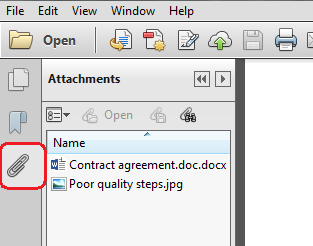 File Edit View Window Help
Open
Attachments
Open
Name
Contract agreement.doc.docx
Poor quality steps.jpg